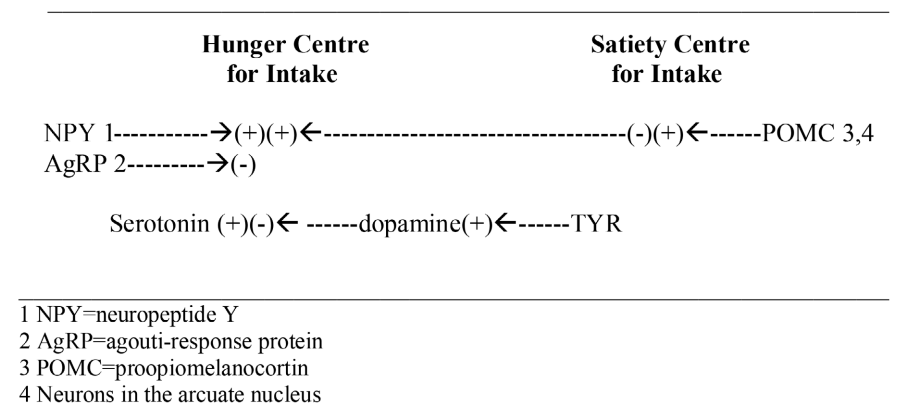 Hunger Centre Satiety Centre
for Intake for Intake
NPY 1-----------→(+)(+)←------------------------------------(-)(+)←------POMC 3,4
AgRP 2---------→(-)
Serotonin (+)(-)← ------dopamine(+)←------TYR
1 NPY=neuropeptide Y
2 AgRP=agouti-response protein
3 POMC=proopiomelanocortin
4 Neurons in the arcuate nucleus